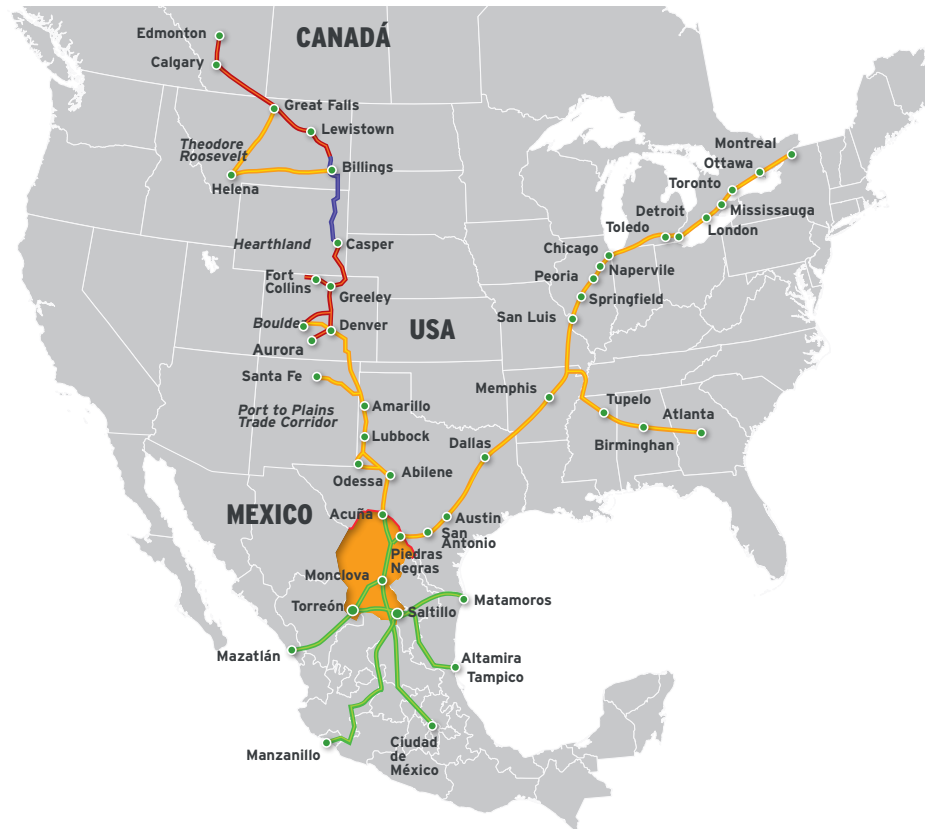 Edmonton
CANADÁ
Calgary
Great Falls
Lewistown
Theodore
Roosevelt
Billings
Helena
Montreal
Ottawa
Toronto
Detroit
Mississauga
Toledo
London
Hearthland
Casper
Chicago
Naperville
Fort
Collins
Peoria
Greeley
Springfield
Boulde
Denver
USA
San Luis
Aurora
Santa Fe
Memphis
Amarillo
Tupelo
Atlanta
Port to Plains
Trade Corridor
Lubbock
Dallas
Birminghan
Odessa
Abilene
MEXICO
Acuña
Austin
San
Antonio
Piedras
Negras
Monclova
Torreón
Saltillo
Matamoros
Mazatlán
Altamira
Tampico
Manzanillo
Ciudad
de
México